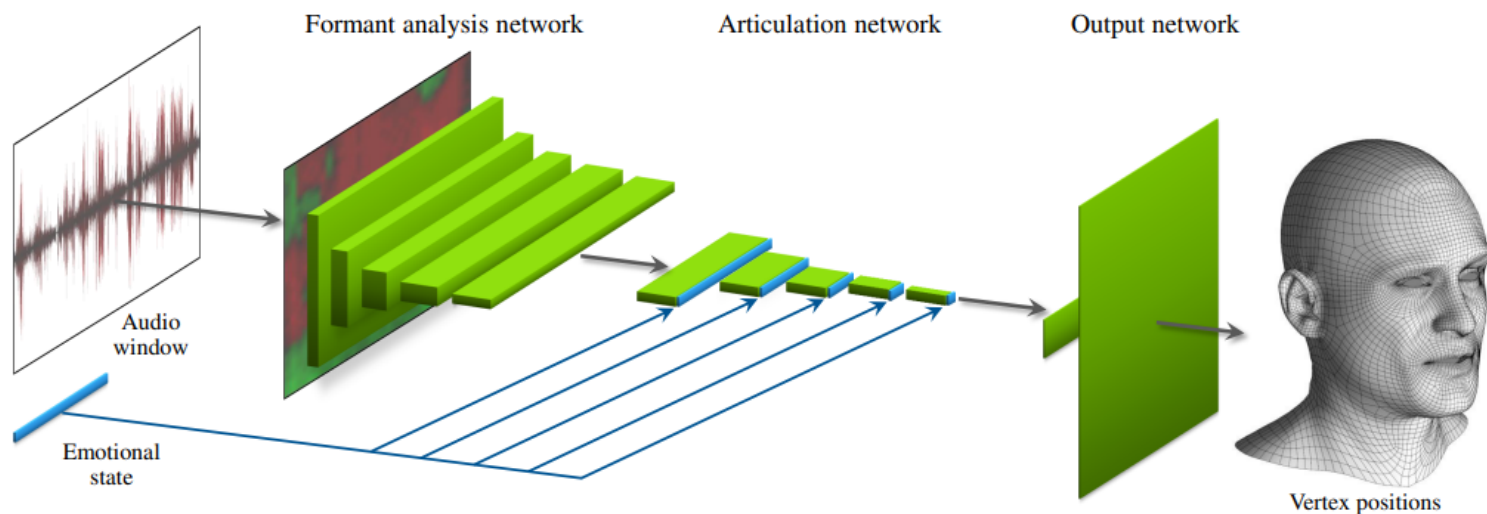 Formant analysis network
Articulation network
Output network
Audio
window
Emotional
state
Vertex positions